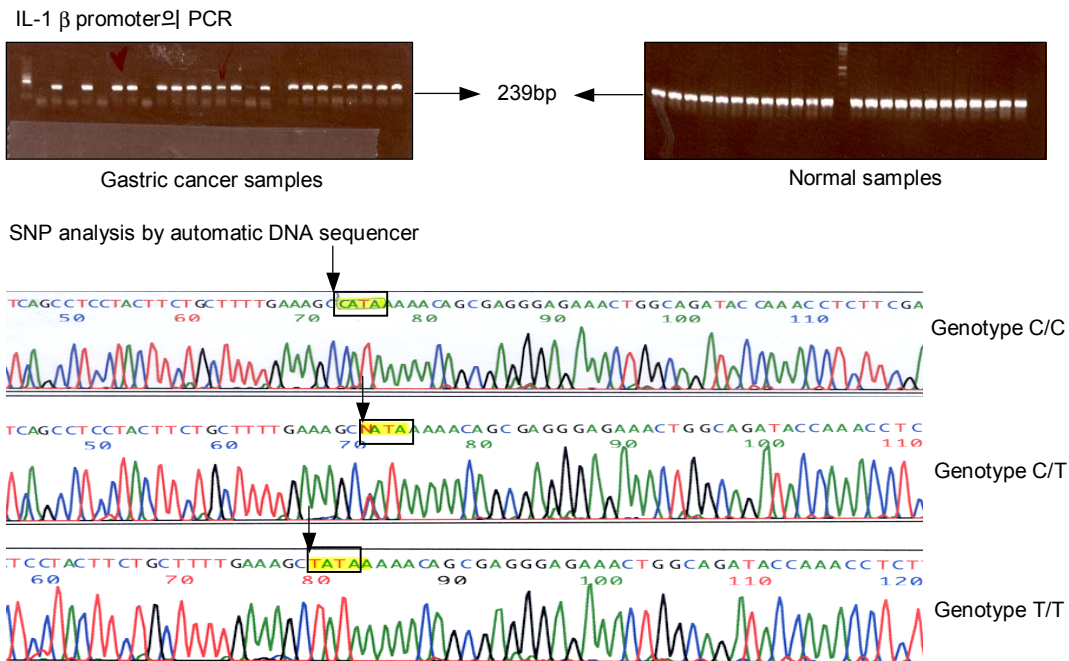 IL-1 β promoter의 PCR
239bp
Gastric cancer samples
Normal samples
SNP analysis by automatic DNA sequencer
TCAGCCTCCTACTTCTGCTTTTGAAAGCCATAAAAACAGCGAGGGAGAAACTGGCAGATACCAAACCTCTTCGA
50 60 70 80 90 100 110
Genotype C/C
TCAGCCTCCTACTTCTGCTTTTGAAAGCNATAAAAACAGCGAGGGAGAAACTGGCAGATACCAAACCTC
50 60 70 80 90 100 110
Genotype C/T
TCCTACTTCTGCTTTTGAAAGCTATAAAAACAGCGAGGGAGAAACTGGCAGATACCAAACCTCT
60 70 80 90 100 110 120
Genotype T/T